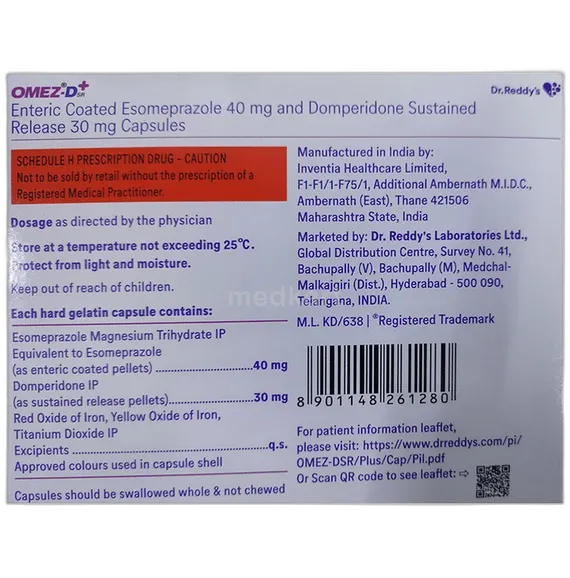 OMEZ®-D+SR
Dr.Reddy's
Enteric Coated Esomeprazole 40 mg and Domperidone Sustained
Release 30 mg Capsules
SCHEDULE H PRESCRIPTION DRUG - CAUTION
Not to be sold by retail without the prescription of a
Registered Medical Practitioner.
Dosage as directed by the physician
Store at a temperature not exceeding 25°C.
Protect from light and moisture.
Keep out of reach of children.
Each hard gelatin capsule contains:
Esomeprazole Magnesium Trihydrate IP
Equivalent to Esomeprazole
(as enteric coated pellets) ..................40 mg
Domperidone IP
(as sustained release pellets)..................30 mg
Red Oxide of Iron, Yellow Oxide of Iron,
Titanium Dioxide IP
Excipients ........................................q.s.
Approved colours used in capsule shell
Capsules should be swallowed whole & not chewed
Manufactured in India by:
Inventia Healthcare Limited,
F1-F1/1-F75/1, Additional Ambernath M.I.D.C.,
Ambernath (East), Thane 421506
Maharashtra State, India
Marketed by: Dr. Reddy's Laboratories Ltd.,
Global Distribution Centre, Survey No. 41,
Bachupally (V), Bachupally (M), Medchal-
Malkajgiri (Dist.), Hyderabad - 500 090,
Telangana, INDIA.
M.L. KD/638 | ®Registered Trademark
8 901148 261280
For patient information leaflet,
please visit: https://www.drreddys.com/pi/
OMEZ-DSR/Plus/Cap/Pil.pdf
Or Scan QR code to see leaflet: ⇨